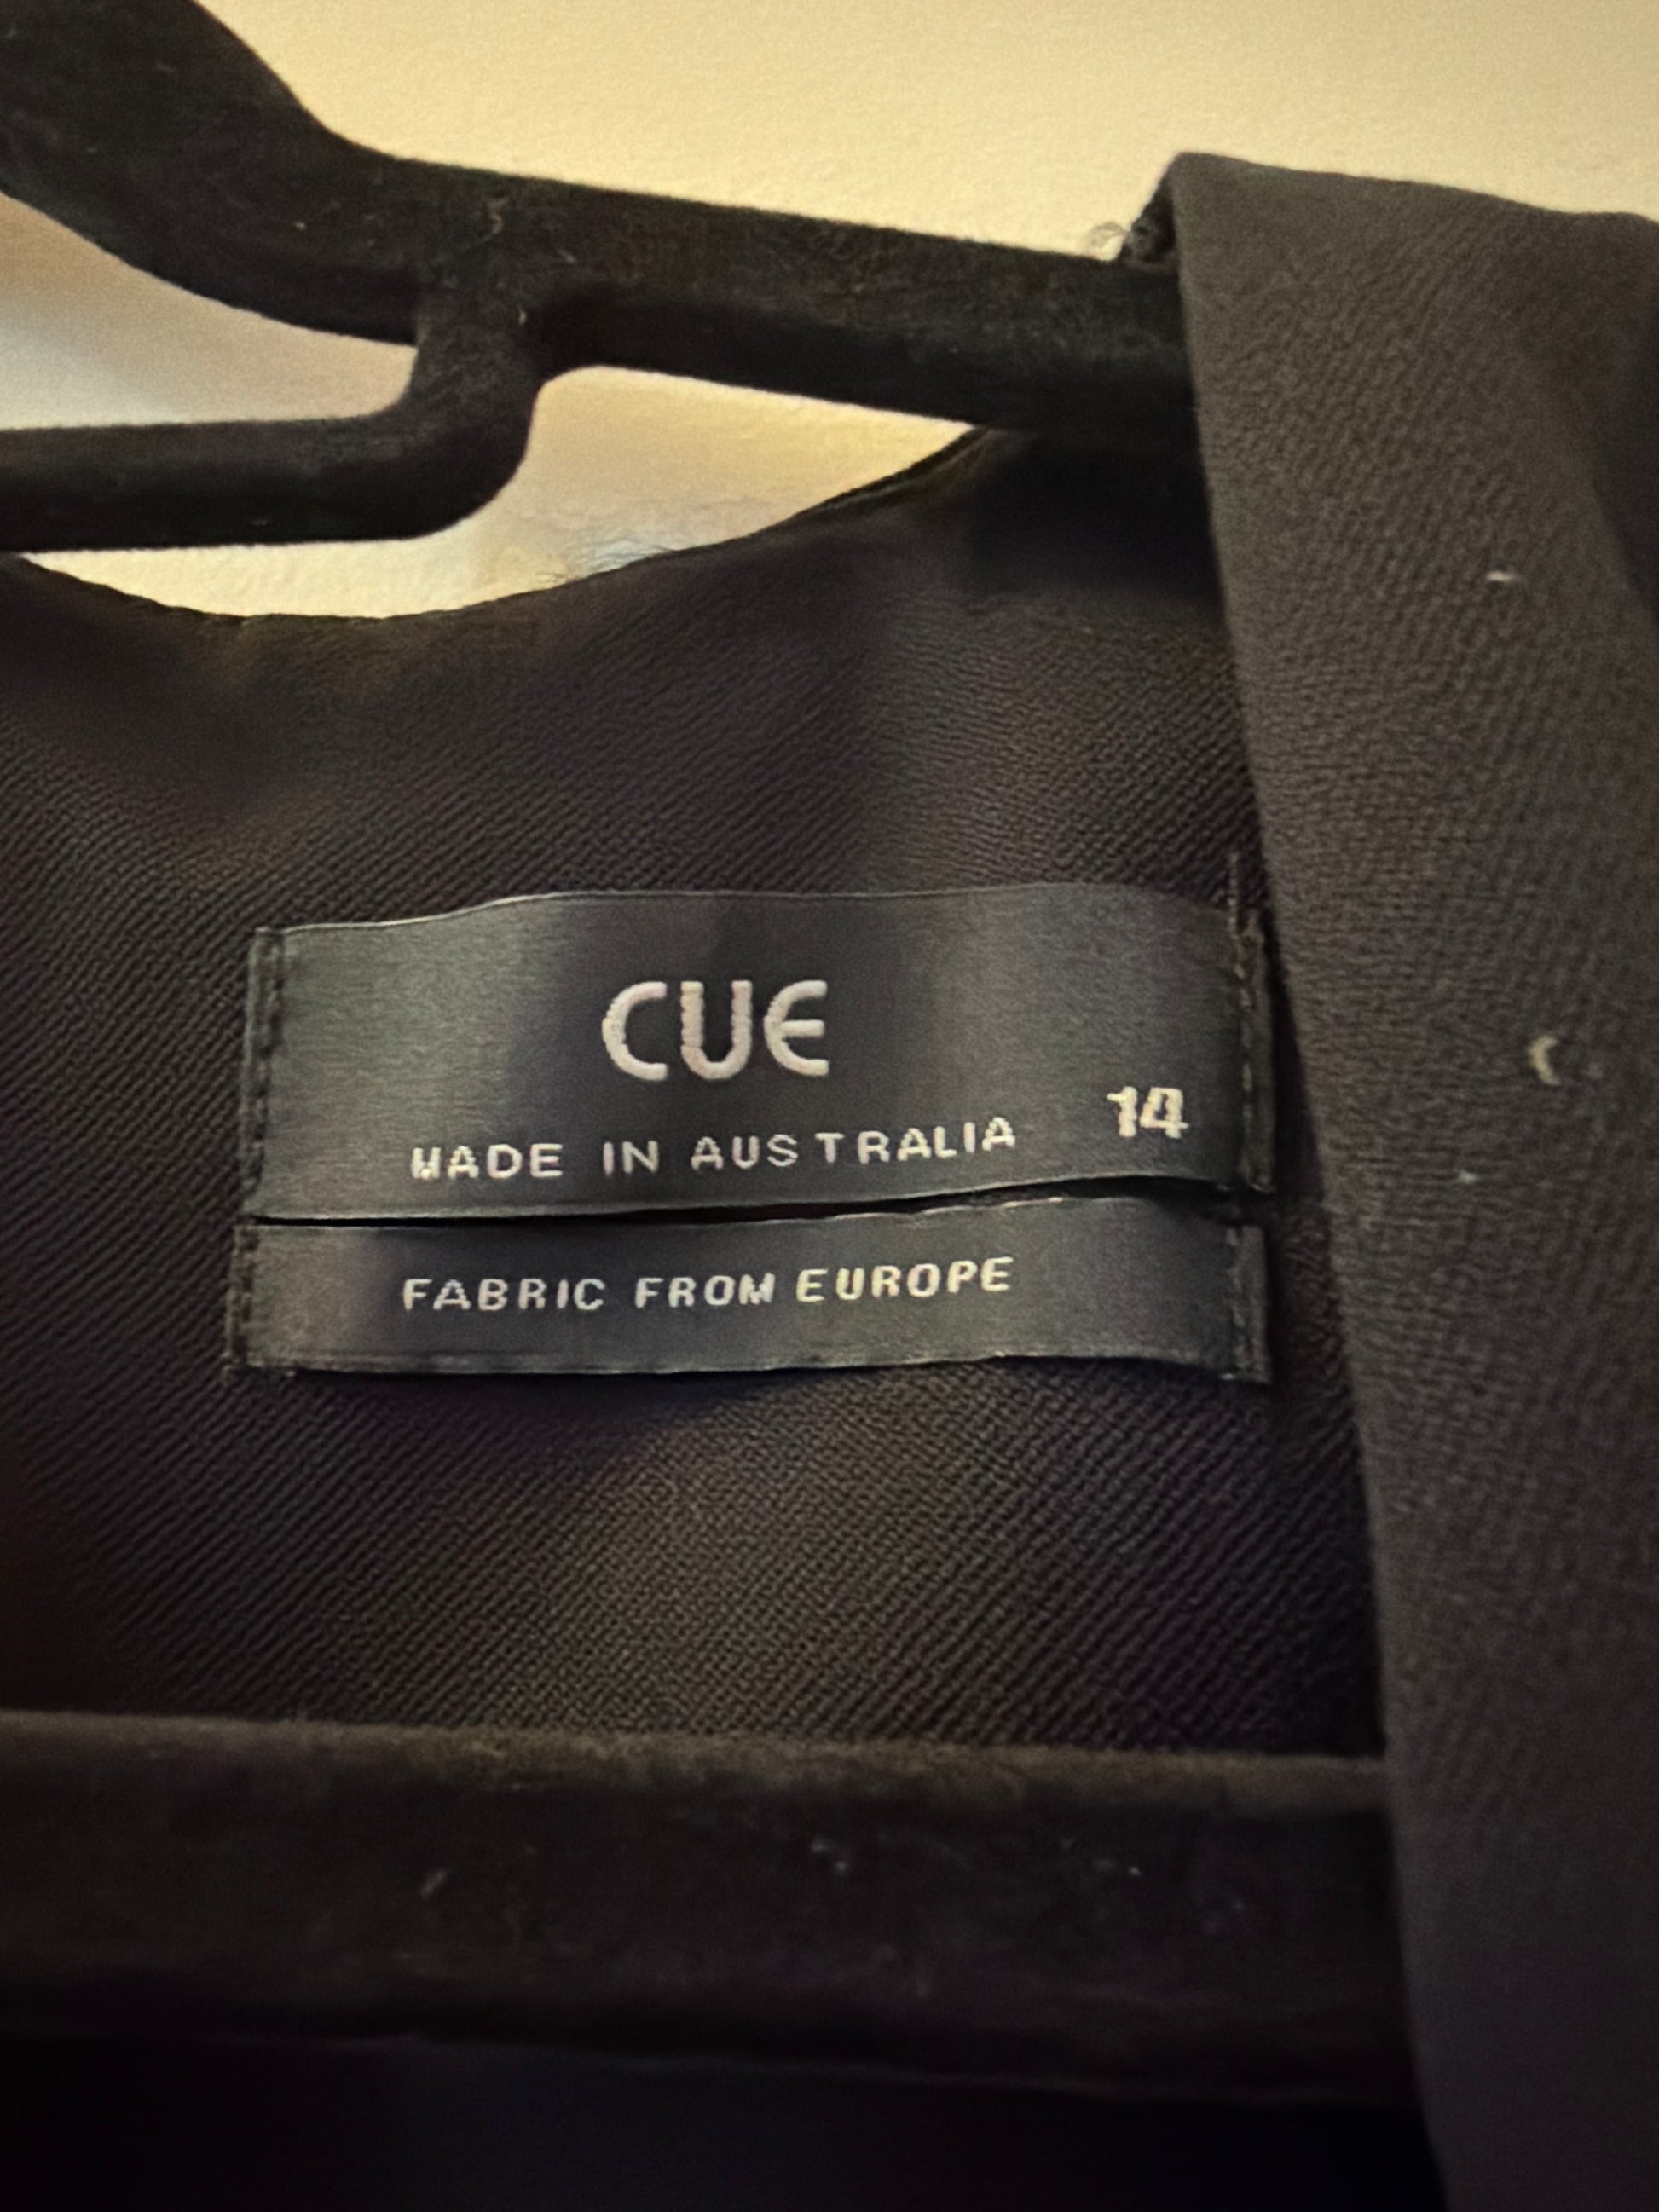 CUE
14
MADE IN AUSTRALIA
FABRIC FROM EUROPE